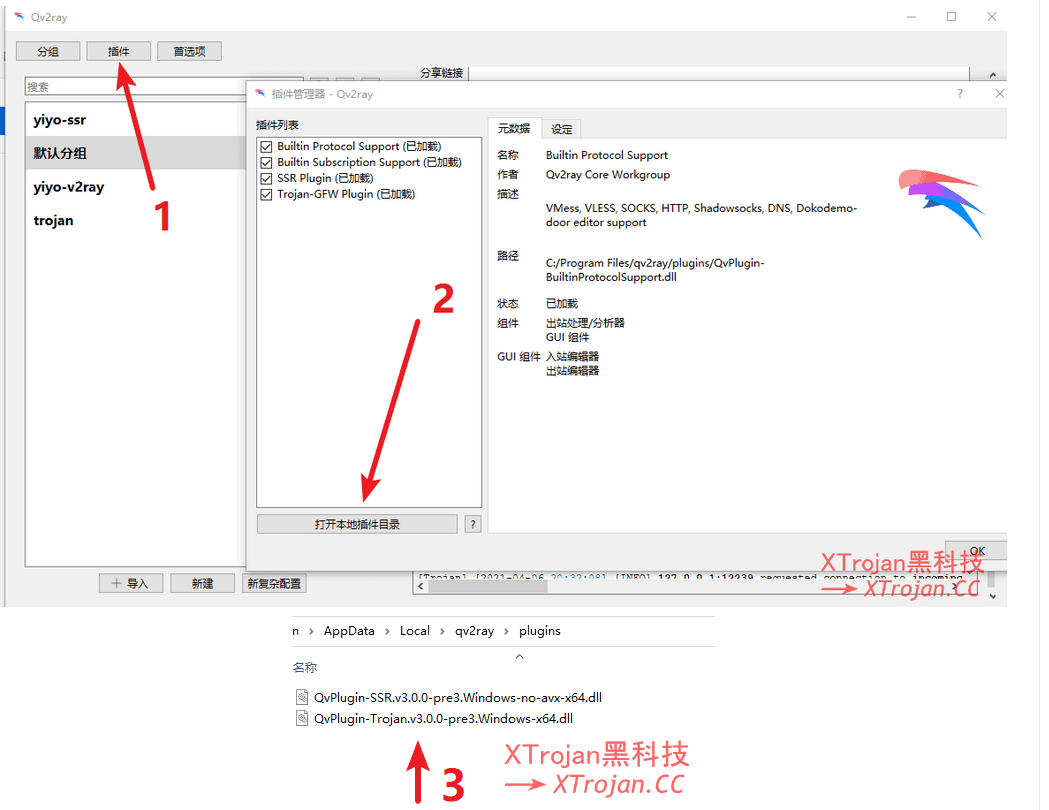 Qv2ray
分组
插件
首选项
搜索
分享链接
yiyo-ssr
默认分组
yiyo-v2ray
trojan
1
插件管理器 - Qv2ray
?
插件列表
Builtin Protocol Support (已加载)
Builtin Subscription Support (已加载)
SSR Plugin (已加载)
Trojan-GFW Plugin (已加载)
2
打开本地插件目录
?
元数据
设定
名称 Builtin Protocol Support
作者 Qv2ray Core Workgroup
描述
VMess, VLESS, SOCKS, HTTP, Shadowsocks, DNS, Dokodemo-
door editor support
路径
C:/Program Files/qv2ray/plugins/QvPlugin-
BuiltinProtocolSupport.dll
状态 已加载
组件 出站处理/分析器
GUI 组件
GUI 组件 入站编辑器
出站编辑器
OK
XTrojan黑科技
XTrojan.CC
导入
新建
新复杂配置
[Trojan] [2021-04-06 20:32:08] [INFO] 127.0.0.1:12239 requested connection to incoming
n › AppData › Local › qv2ray › plugins
名称
QvPlugin-SSR.v3.0.0-pre3.Windows-no-avx-x64.dll
QvPlugin-Trojan.v3.0.0-pre3.Windows-x64.dll
3
XTrojan黑科技
XTrojan.CC